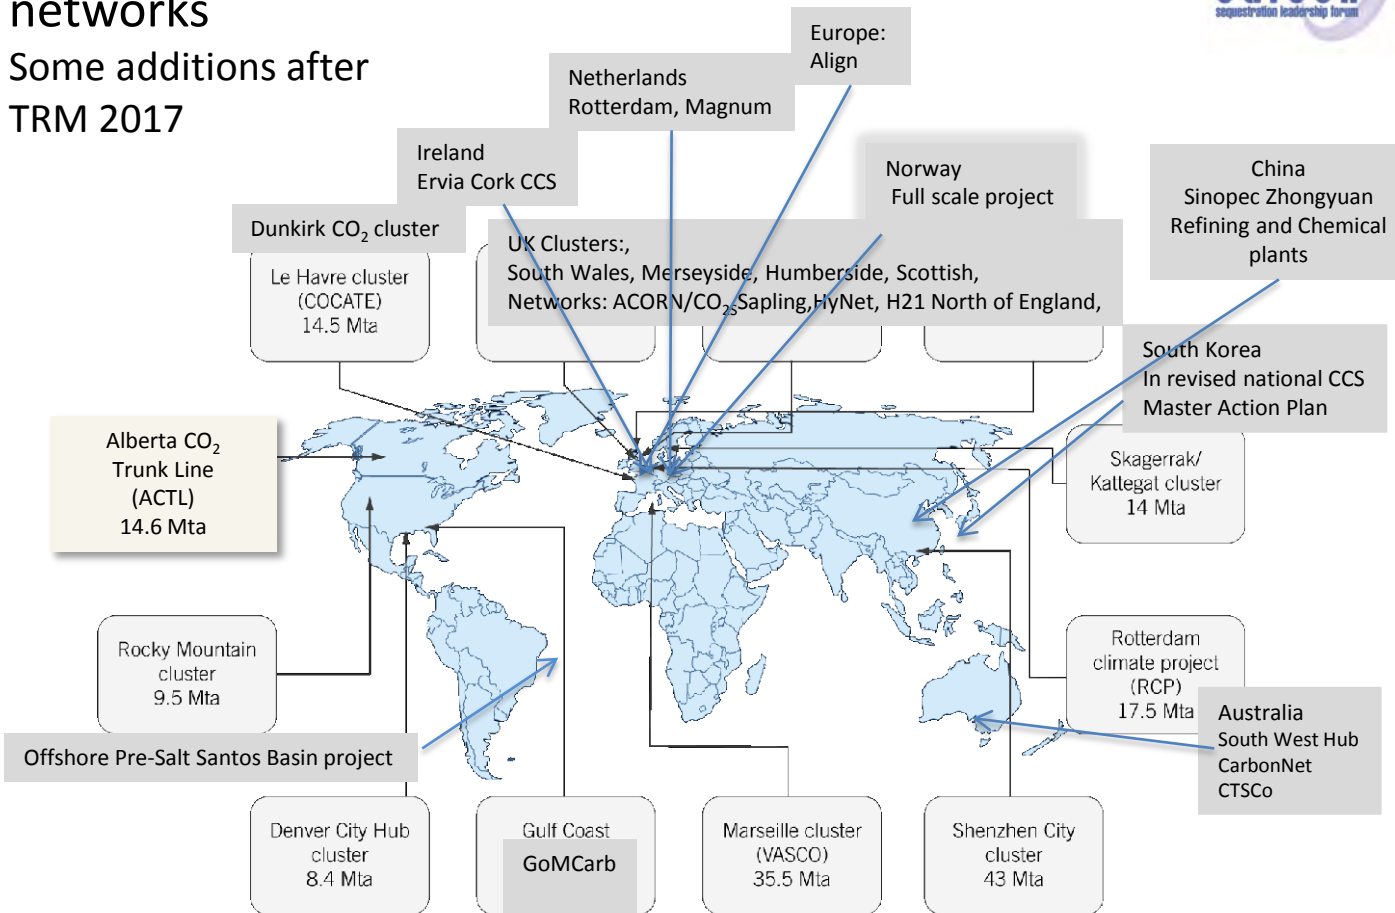 networks
Some additions after
TRM 2017
sequestration leadership forum
Europe:
Align
Netherlands
Rotterdam, Magnum
Ireland
Ervia Cork CCS
Norway
Full scale project
China
Sinopec Zhongyuan
Refining and Chemical
plants
Dunkirk CO2 cluster
UK Clusters:,
South Wales, Merseyside, Humberside, Scottish,
Networks: ACORN/CO2sSapling,HyNet, H21 North of England,
Le Havre cluster
(COCATE)
14.5 Mta
South Korea
In revised national CCS
Master Action Plan
Alberta CO2
Trunk Line
(ACTL)
14.6 Mta
Skagerrak/
Kattegat cluster
14 Mta
Rocky Mountain
cluster
9.5 Mta
Rotterdam
climate project
(RCP)
17.5 Mta
Australia
South West Hub
CarbonNet
CTSCo
Offshore Pre-Salt Santos Basin project
Denver City Hub
cluster
8.4 Mta
Gulf Coast
GoMCarb
Marseille cluster
(VASCO)
35.5 Mta
Shenzhen City
cluster
43 Mta